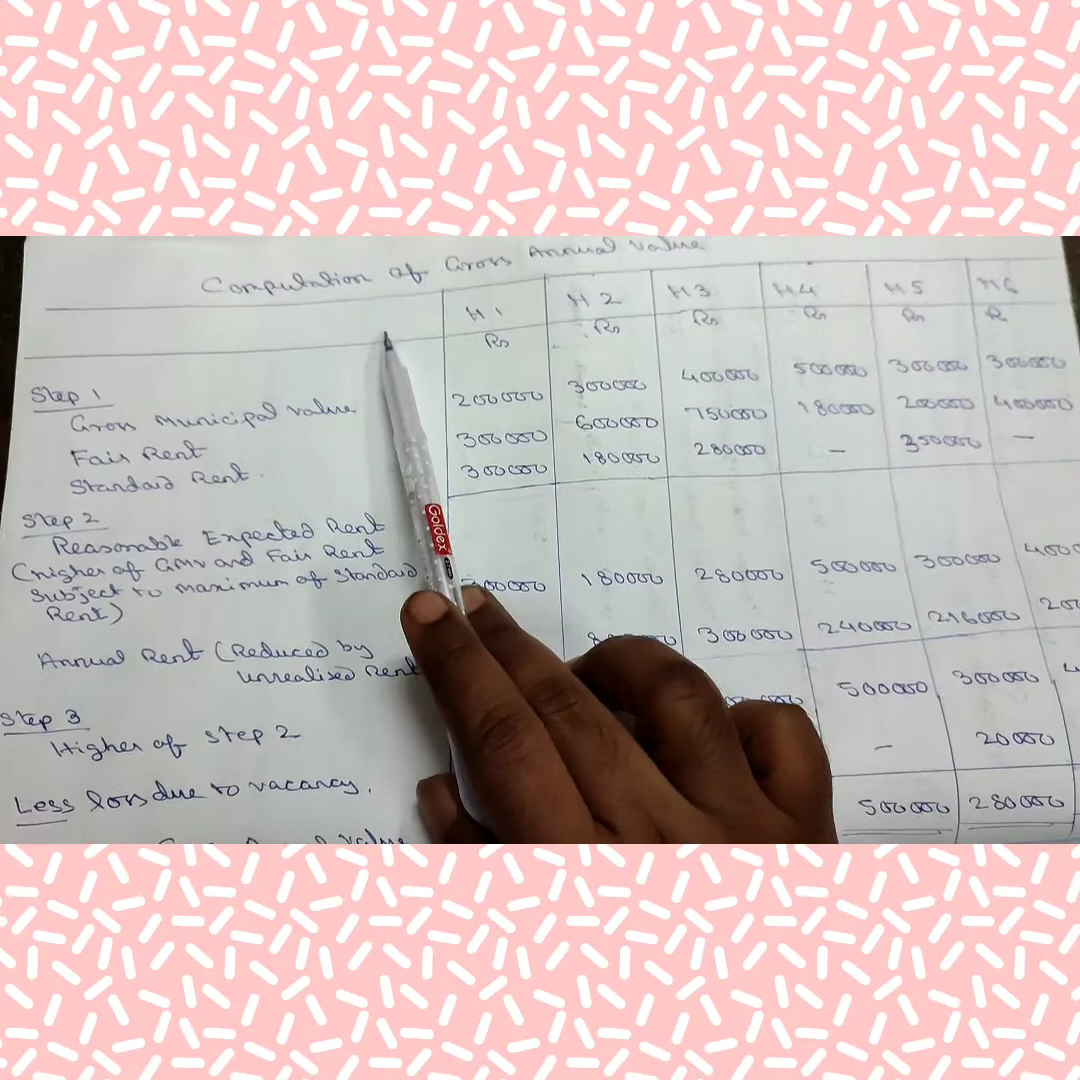 Computation of Gross Annual Value
H1 H2 H3 H4 H5 H6
Rs Rs Rs Rs Rs R
Step 1
Gross Municipal Value 200000 300000 400000 500000 300000 300000
Fair Rent 300000 600000 750000 180000 200000 400000
Standard Rent. 300000 180000 280000 — 350000 —
Step 2
Reasonable Expected Rent
(Higher of GMV and Fair Rent
Subject to maximum of Standard
Rent) 180000 280000 500000 300000
Annual Rent (Reduced by 300000 240000 216000
unrealised Rent
Step 3
Higher of Step 2 500000 300000
Less loss due to vacancy. — 20000
500000 280000
Goldex